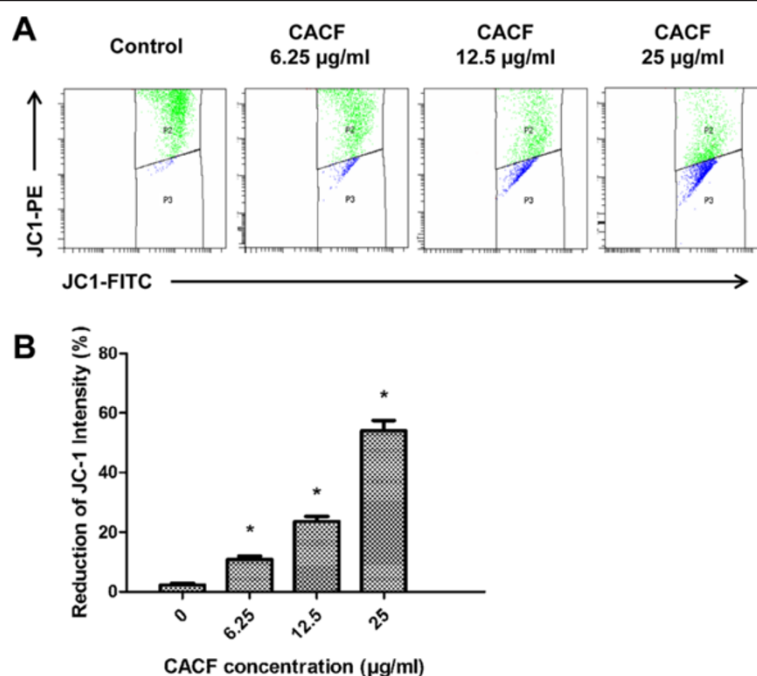 A
Control
CACF
6.25 µg/ml
CACF
12.5 µg/ml
CACF
25 µg/ml
P2
P3
P2
P3
P2
P3
P2
P3
JC1-PE
JC1-FITC
B
Reduction of JC-1 Intensity (%)
80
60
40
20
0
*
*
*
0
6.25
12.5
25
CACF concentration (µg/ml)